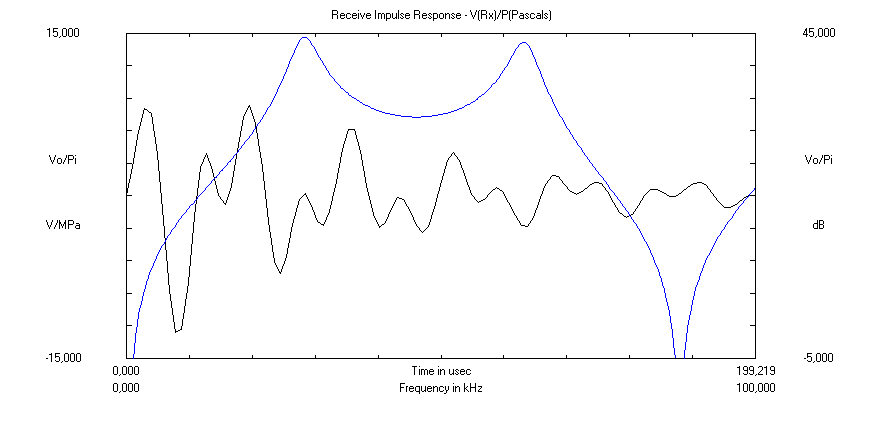 Receive Impulse Response - V(Rx)/P(Pascals)
15,000 45,000
Vo/Pi Vo/Pi
V/MPa dB
-15,000 -5,000
0,000 Time in usec 199,219
0,000 Frequency in kHz 100,000